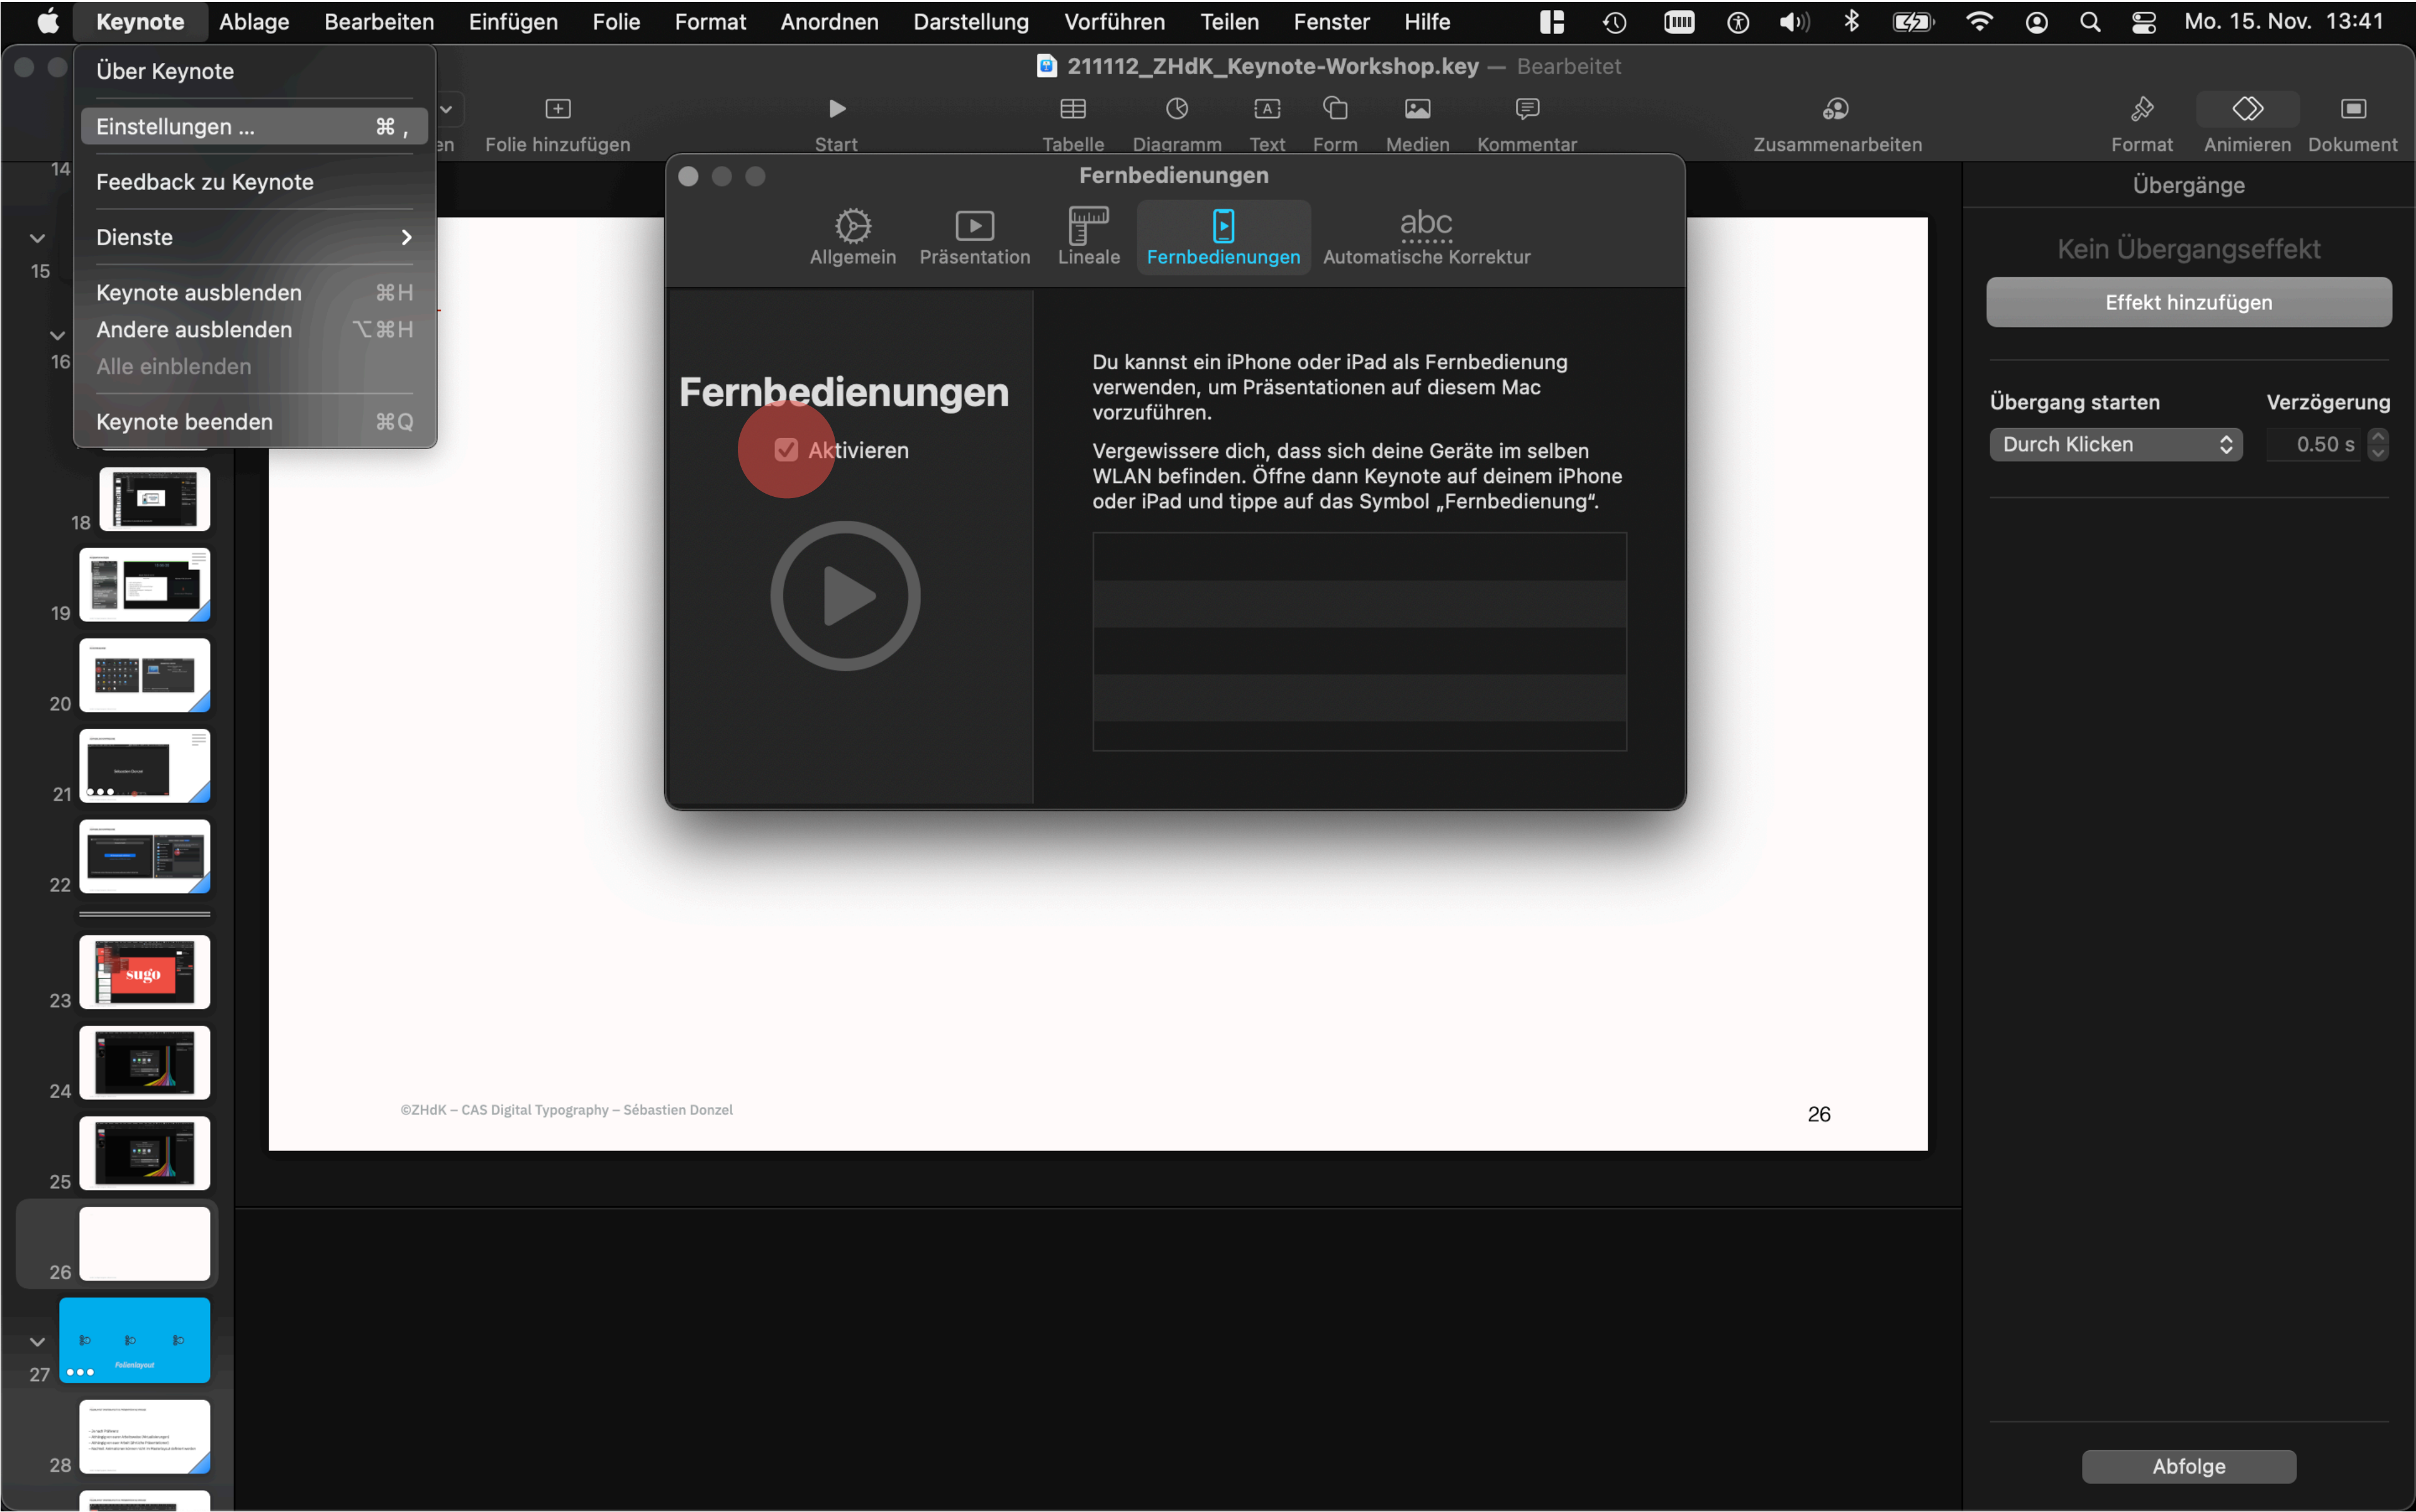 Keynote Ablage Bearbeiten Einfügen Folie Format Anordnen Darstellung Vorführen Teilen Fenster Hilfe Mo. 15. Nov. 13:41
211112_ZHdK_Keynote-Workshop.key — Bearbeitet
Über Keynote
Einstellungen ... ⌘ ,
Feedback zu Keynote
Dienste
Keynote ausblenden ⌘H
Andere ausblenden ⌥⌘H
Alle einblenden
Keynote beenden ⌘Q
en Folie hinzufügen Start Tabelle Diagramm Text Form Medien Kommentar Zusammenarbeiten Format Animieren Dokument
Fernbedienungen
Allgemein Präsentation Lineale Fernbedienungen abc Automatische Korrektur
Fernbedienungen
Aktivieren
Du kannst ein iPhone oder iPad als Fernbedienung
verwenden, um Präsentationen auf diesem Mac
vorzuführen.
Vergewissere dich, dass sich deine Geräte im selben
WLAN befinden. Öffne dann Keynote auf deinem iPhone
oder iPad und tippe auf das Symbol „Fernbedienung“.
Übergänge
Kein Übergangseffekt
Effekt hinzufügen
Übergang starten Verzögerung
Durch Klicken 0.50 s
Abfolge
14
15
16
18
19
20
21
22
sugo
23
24
25
26
Folienlayout
27
28
©ZHdK – CAS Digital Typography – Sébastien Donzel
26